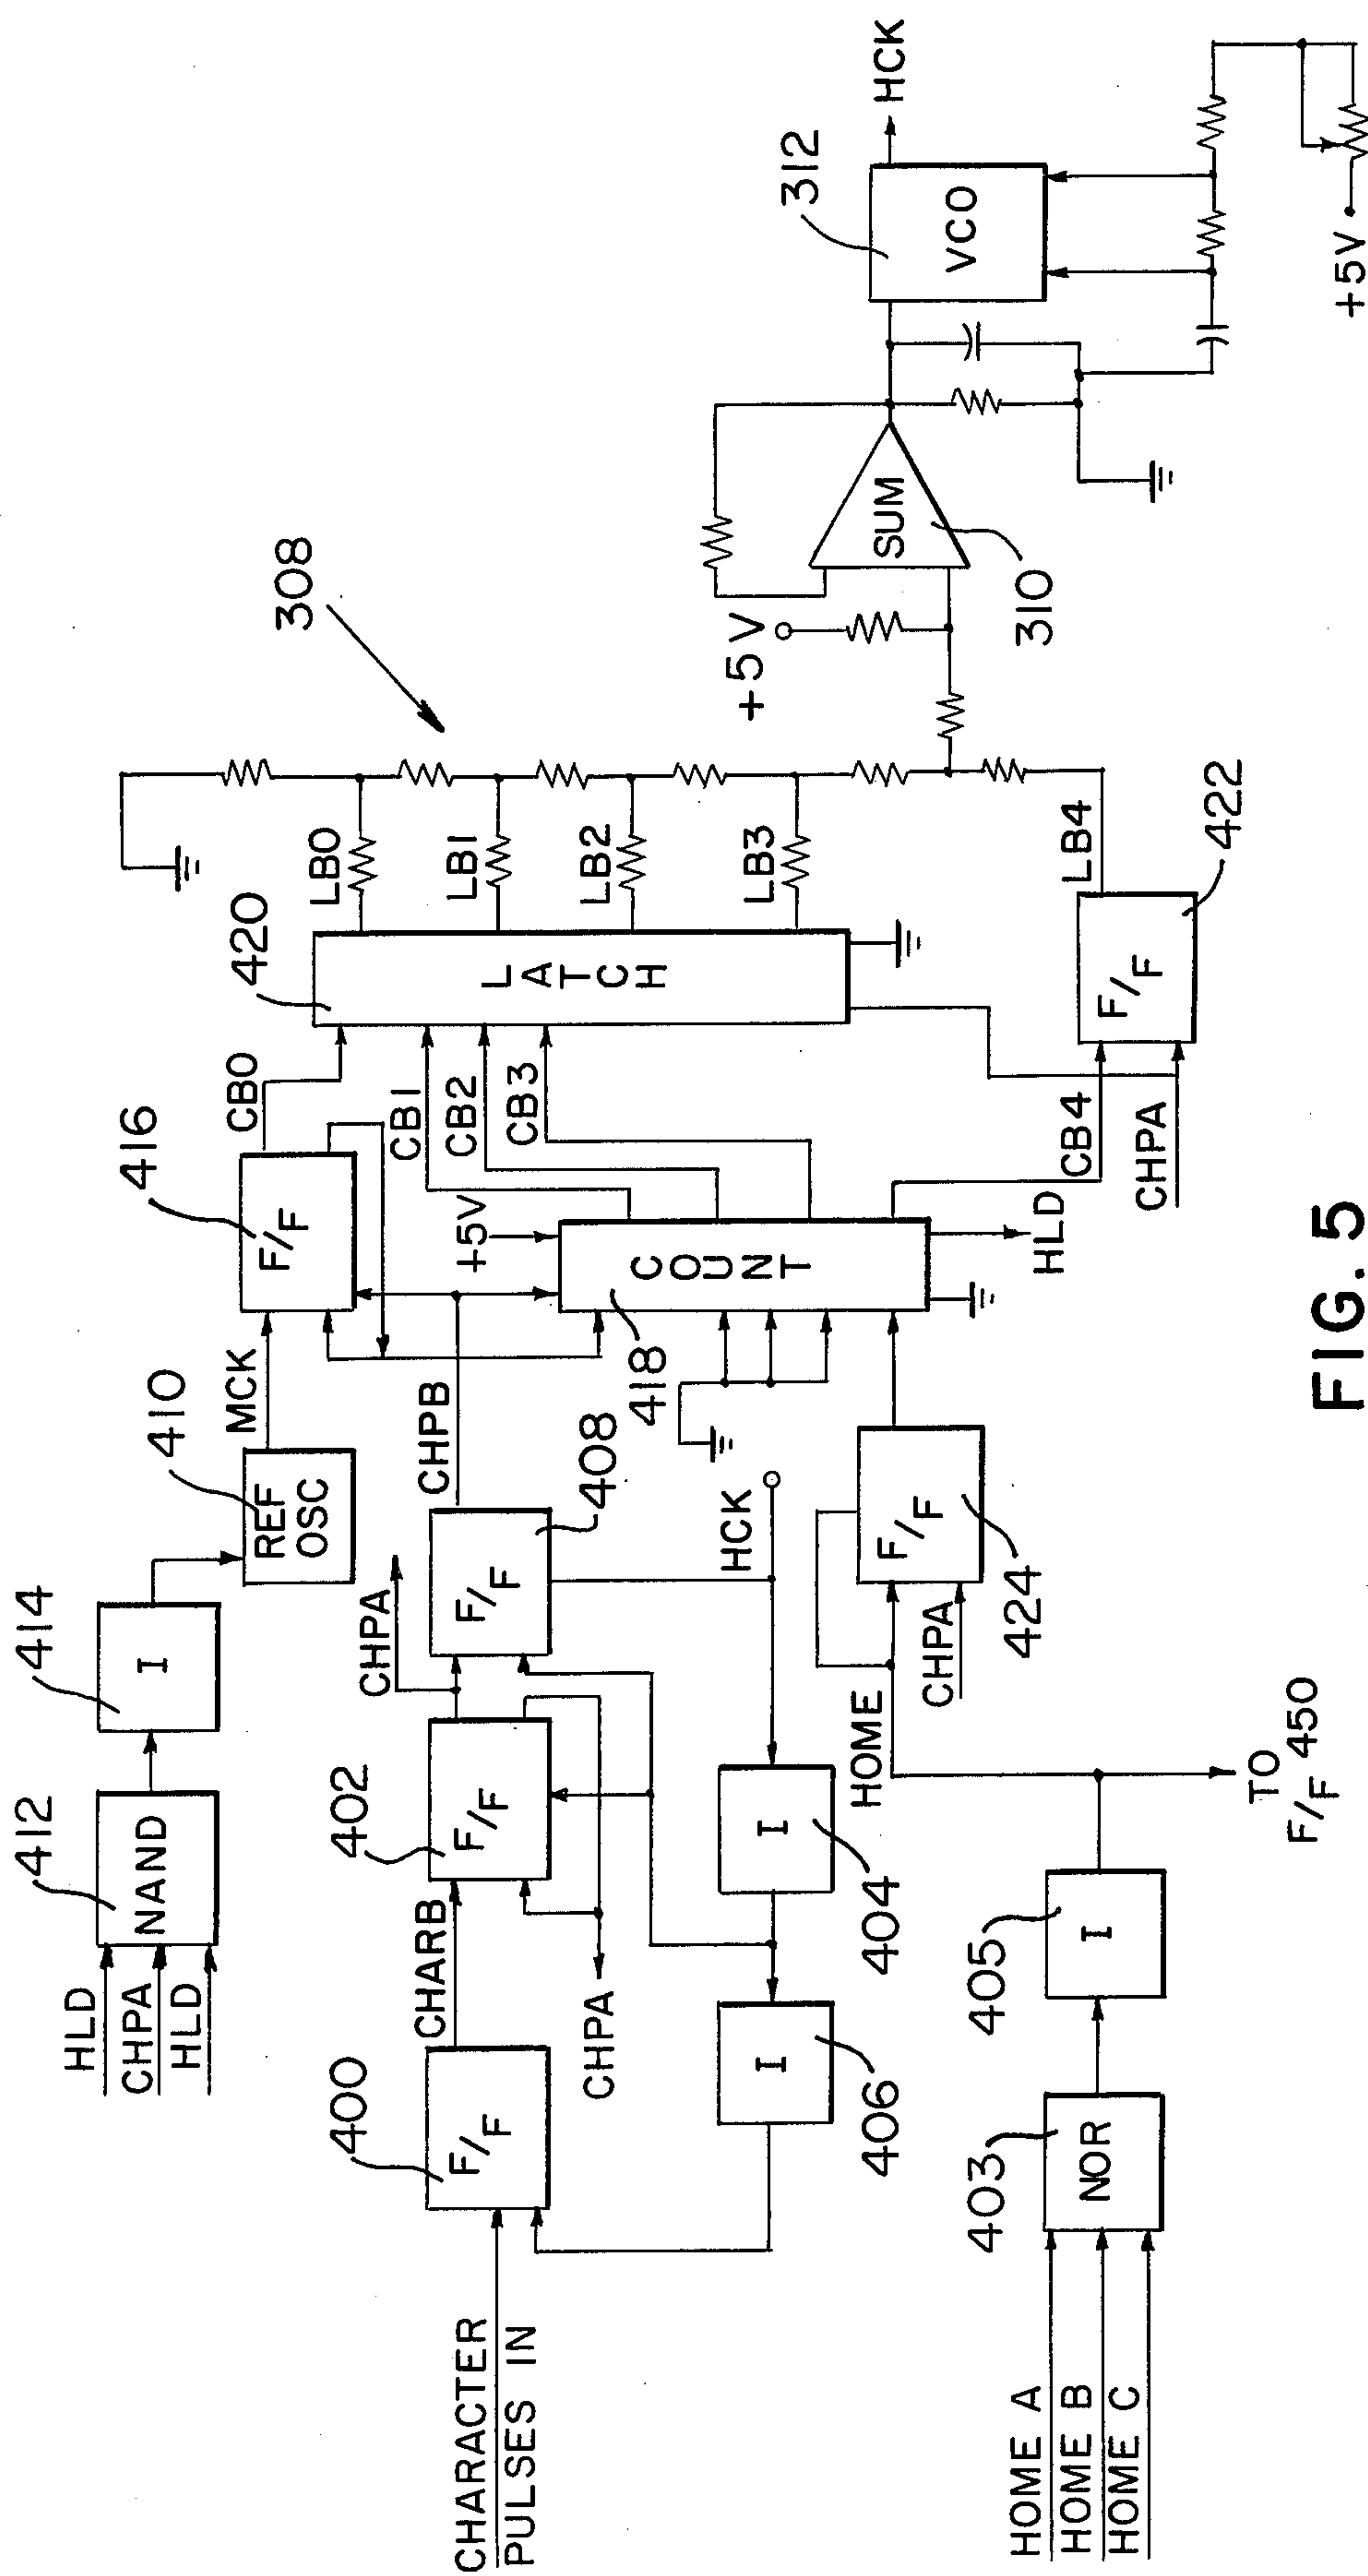 HLD
CHPA
HLD
412
NAND
414
I
410
REF
OSC
MCK
416
F/F
CB0
420
LATCH
LB0
LB1
LB2
LB3
308
CHARACTER
PULSES IN
400
F/F
CHARB
402
F/F
CHPA
CHPA
408
F/F
CHPB
418
COUNT
+5V
CB1
CB2
CB3
HLD
CB4
CHPA
422
F/F
LB4
+5V
SUM
310
312
VCO
HCK
+5V
406
I
404
I
HCK
HOME
CHPA
424
F/F
HOME A
HOME B
HOME C
403
NOR
405
I
TO
F/F 450
FIG. 5